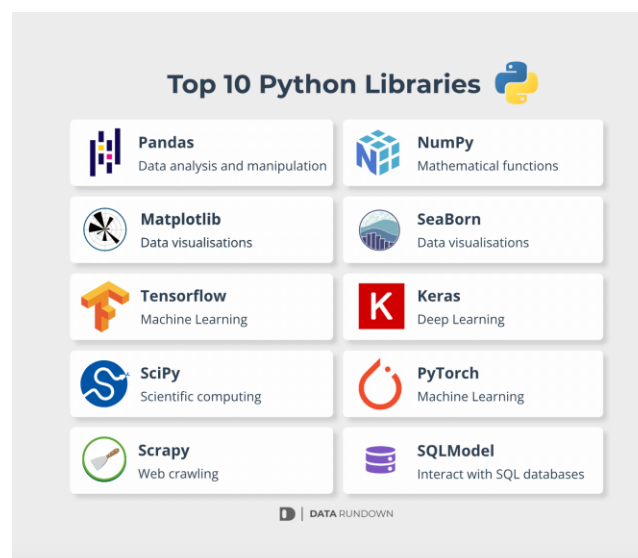 Top 10 Python Libraries
Pandas
Data analysis and manipulation
NumPy
Mathematical functions
Matplotlib
Data visualisations
SeaBorn
Data visualisations
Tensorflow
Machine Learning
K
Keras
Deep Learning
SciPy
Scientific computing
PyTorch
Machine Learning
Scrapy
Web crawling
SQLModel
Interact with SQL databases
DATA RUNDOWN